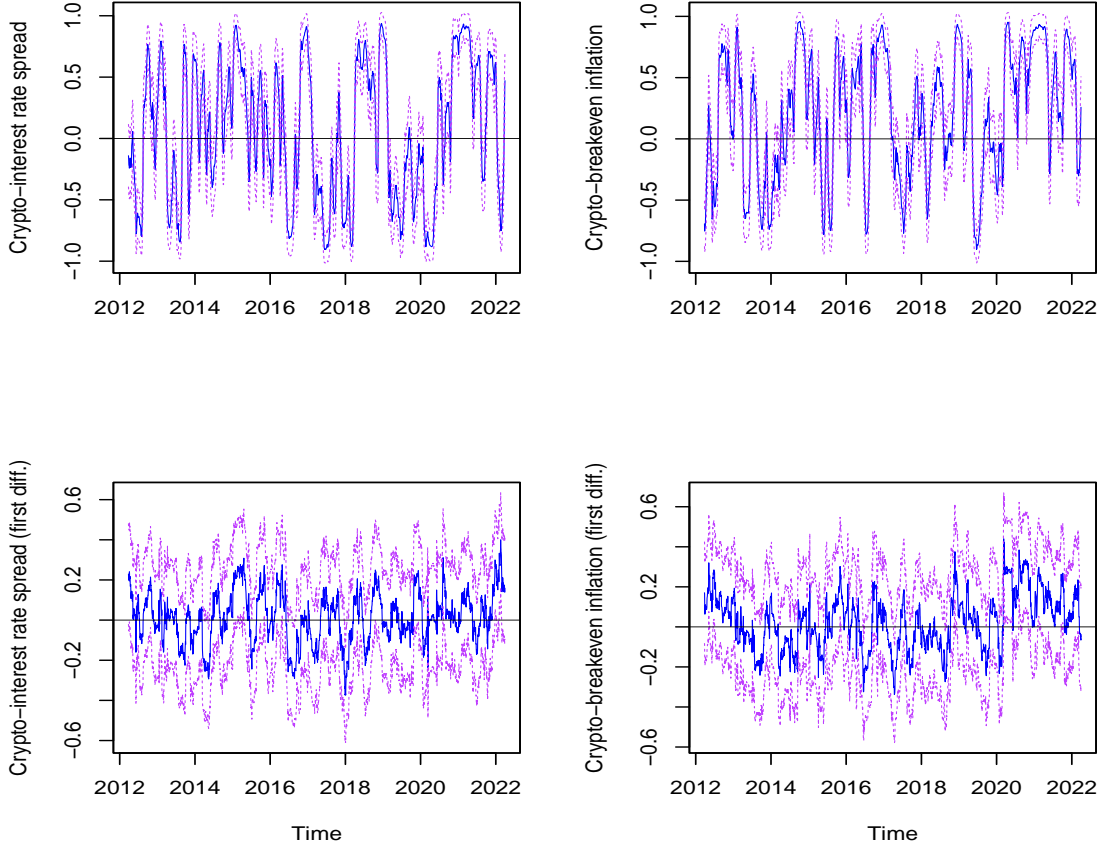 Crypto−interest rate spread
1.0
0.5
0.0
−0.5
−1.0
2012 2014 2016 2018 2020 2022
Crypto−breakeven inflation
1.0
0.5
0.0
−0.5
−1.0
2012 2014 2016 2018 2020 2022
Crypto−interest rate spread (first diff.)
0.6
0.2
−0.2
−0.6
2012 2014 2016 2018 2020 2022
Time
Crypto−breakeven inflation (first diff.)
0.6
0.2
−0.2
−0.6
2012 2014 2016 2018 2020 2022
Time